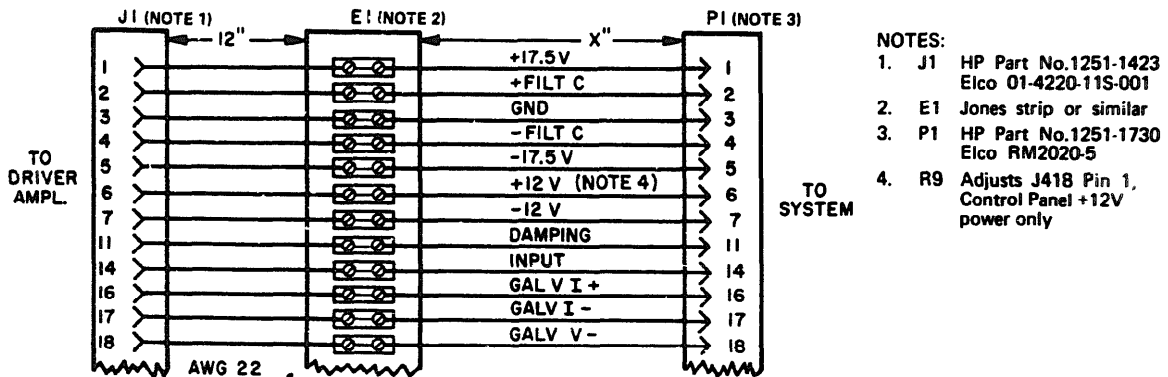 J1 (NOTE 1)
E1 (NOTE 2)
P1 (NOTE 3)
12"
X"
TO
DRIVER
AMPL.
1
2
3
4
5
6
7
11
14
16
17
18
AWG 22
+17.5 V
+FILT C
GND
-FILT C
-17.5 V
+12 V (NOTE 4)
-12 V
DAMPING
INPUT
GALV I +
GALV I -
GALV V-
1
2
3
4
5
6
7
11
14
16
17
18
TO
SYSTEM
NOTES:
1. J1 HP Part No.1251-1423
Elco 01-4220-11S-001
2. E1 Jones strip or similar
3. P1 HP Part No.1251-1730
Elco RM2020-5
4. R9 Adjusts J418 Pin 1,
Control Panel +12V
power only